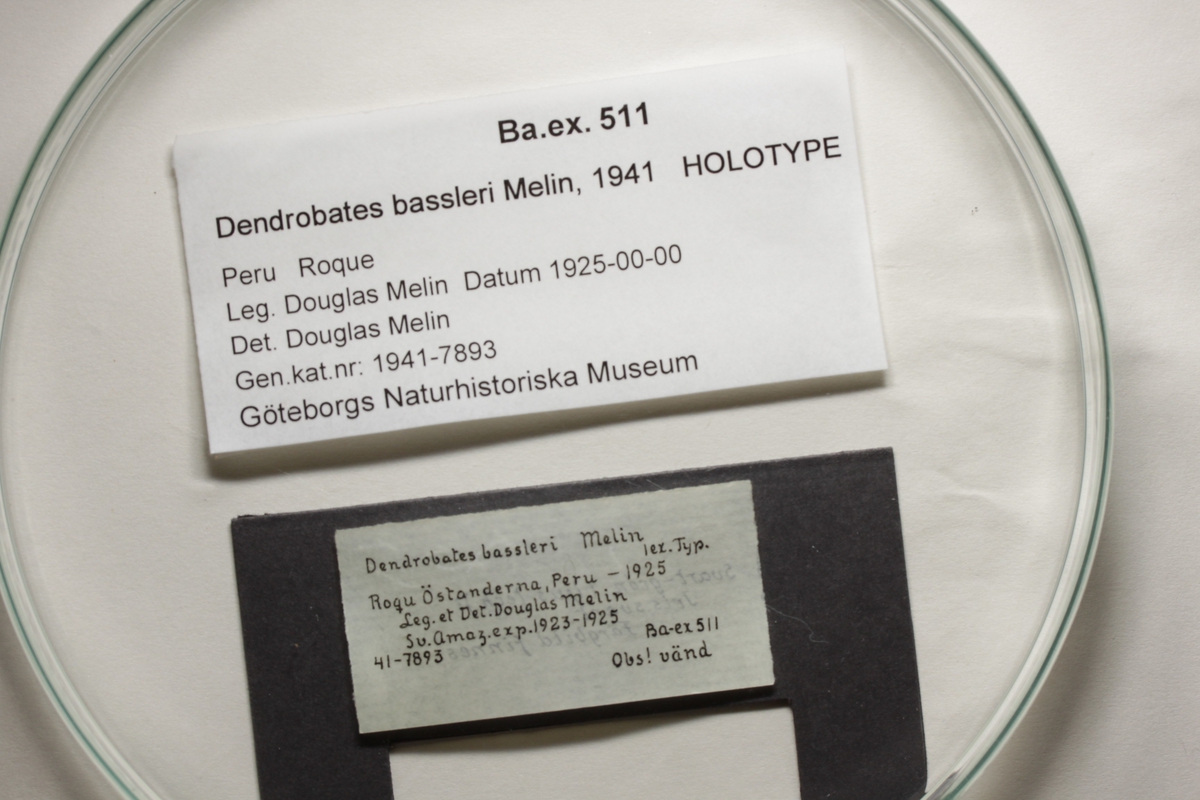 Ba.ex. 511
Dendrobates bassleri Melin, 1941 HOLOTYPE
Peru Roque
Leg. Douglas Melin Datum 1925-00-00
Det. Douglas Melin
Gen.kat.nr: 1941-7893
Göteborgs Naturhistoriska Museum
Dendrobates bassleri Melin
1ex.Typ.
Roqu Östanderna, Peru – 1925
Leg. et Det. Douglas Melin
Sv. Amaz. exp. 1923-1925
41-7893 Ba-ex 511
Obs! vänd